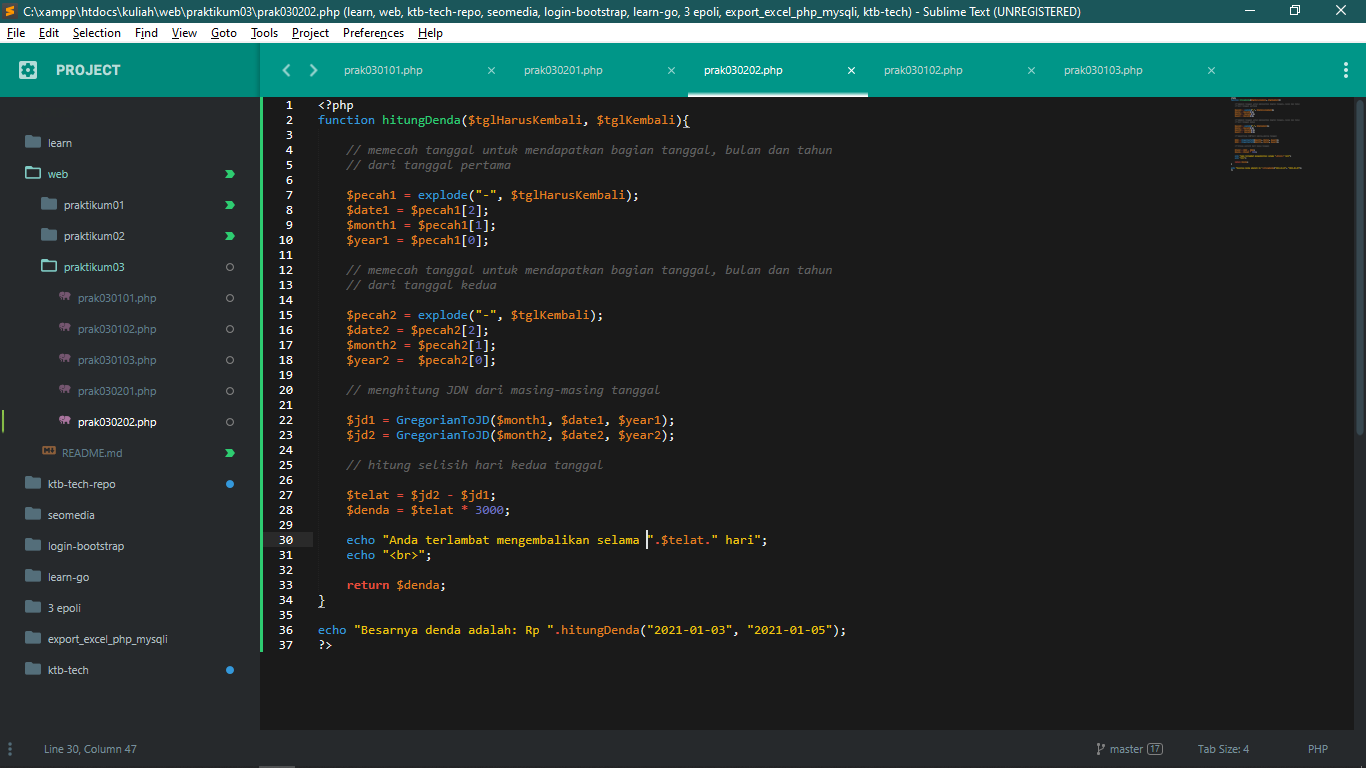 C:\xampp\htdocs\kuliah\web\praktikum03\prak030202.php (learn, web, ktb-tech-repo, seomedia, login-bootstrap, learn-go, 3 epoli, export_excel_php_mysqli, ktb-tech) - Sublime Text (UNREGISTERED)
File Edit Selection Find View Goto Tools Project Preferences Help
PROJECT
learn
web
praktikum01
praktikum02
praktikum03
prak030101.php
prak030102.php
prak030103.php
prak030201.php
prak030202.php
README.md
ktb-tech-repo
seomedia
login-bootstrap
learn-go
3 epoli
export_excel_php_mysqli
ktb-tech
prak030101.php prak030201.php prak030202.php prak030102.php prak030103.php
1 <?php
2 function hitungDenda($tglHarusKembali, $tglKembali){
3
4 // memecah tanggal untuk mendapatkan bagian tanggal, bulan dan tahun
5 // dari tanggal pertama
6
7 $pecah1 = explode("-", $tglHarusKembali);
8 $date1 = $pecah1[2];
9 $month1 = $pecah1[1];
10 $year1 = $pecah1[0];
11
12 // memecah tanggal untuk mendapatkan bagian tanggal, bulan dan tahun
13 // dari tanggal kedua
14
15 $pecah2 = explode("-", $tglKembali);
16 $date2 = $pecah2[2];
17 $month2 = $pecah2[1];
18 $year2 =  $pecah2[0];
19
20 // menghitung JDN dari masing-masing tanggal
21
22 $jd1 = GregorianToJD($month1, $date1, $year1);
23 $jd2 = GregorianToJD($month2, $date2, $year2);
24
25 // hitung selisih hari kedua tanggal
26
27 $telat = $jd2 - $jd1;
28 $denda = $telat * 3000;
29
30 echo "Anda terlambat mengembalikan selama ".$telat." hari";
31 echo "<br>";
32
33 return $denda;
34 }
35
36 echo "Besarnya denda adalah: Rp ".hitungDenda("2021-01-03", "2021-01-05");
37 ?>
Line 30, Column 47 master 17 Tab Size: 4 PHP